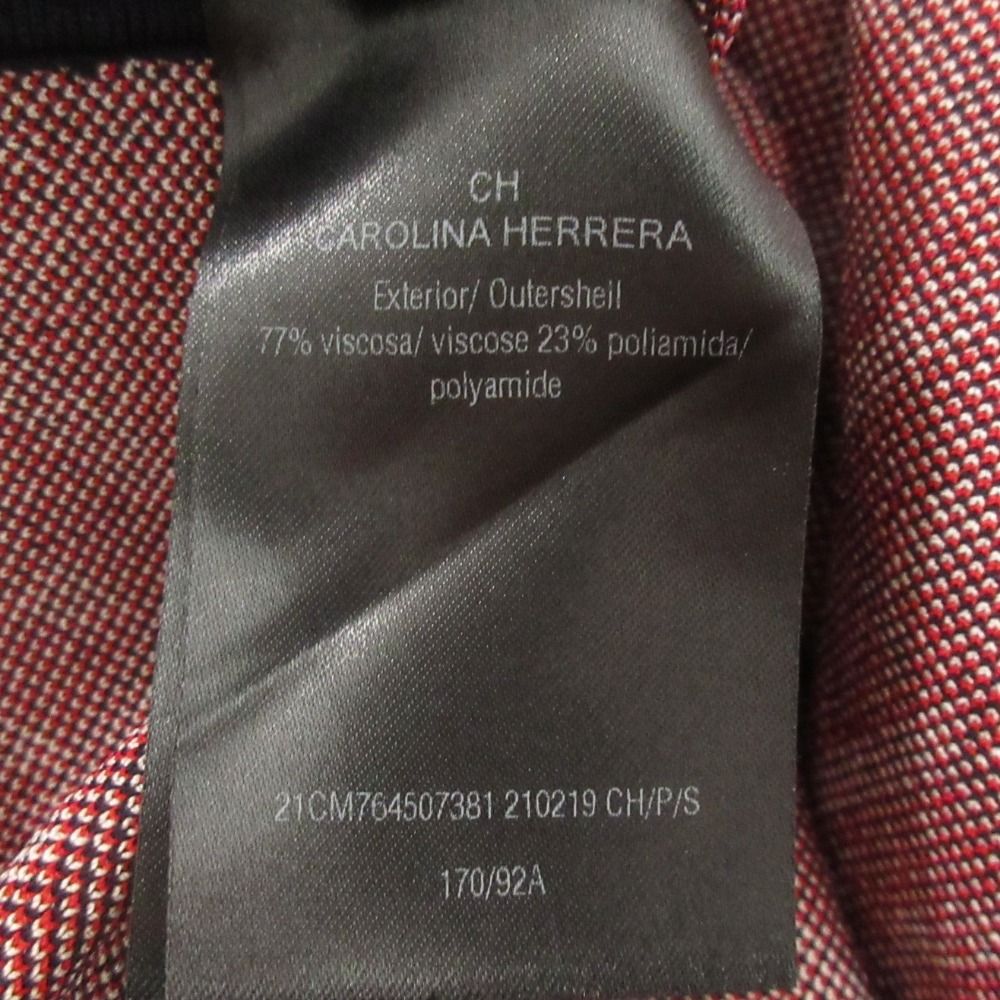 CH
CAROLINA HERRERA
Exterior/ Outershell
77% viscosa/ viscose 23% poliamida/
polyamide
21CM764507381 210219 CH/P/S
170/92A